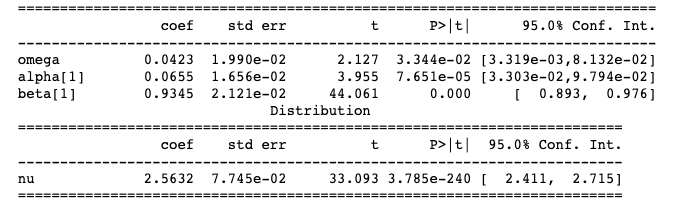 ==========================================================================
coef std err t P>|t| 95.0% Conf. Int.
--------------------------------------------------------------------------
omega 0.0423 1.990e-02 2.127 3.344e-02 [3.319e-03,8.132e-02]
alpha[1] 0.0655 1.656e-02 3.955 7.651e-05 [3.303e-02,9.794e-02]
beta[1] 0.9345 2.121e-02 44.061 0.000 [ 0.893, 0.976]
Distribution
======================================================================
coef std err t P>|t| 95.0% Conf. Int.
----------------------------------------------------------------------
nu 2.5632 7.745e-02 33.093 3.785e-240 [ 2.411, 2.715]
======================================================================